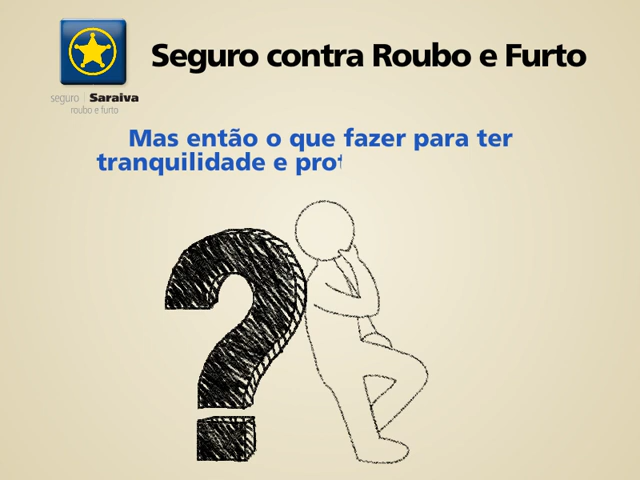 Seguro contra Roubo e Furto
seguro | Saraiva
roubo e furto
Mas então o que fazer para ter
tranquilidade e prot